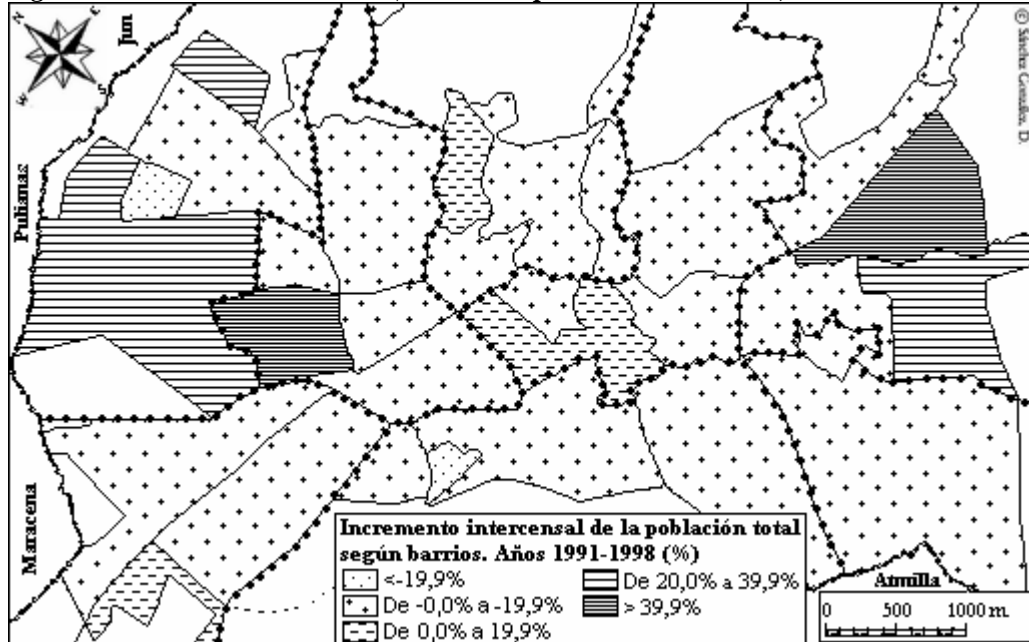 N
E
S
W
Jun
© Sánchez González, D.
Pulianas
Maracena
Incremento intercensal de la población total
según barrios. Años 1991-1998 (%)
<-19,9%
De -0,0% a -19,9%
De 0,0% a 19,9%
De 20,0% a 39,9%
> 39,9%
Armilla
0 500 1000 m.